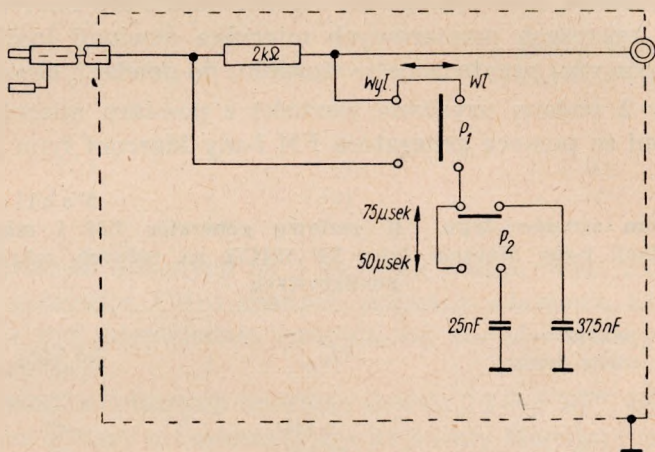 2kΩ
Wył. Wł
P₁
75μsek
P₂
50μsek
25nF 37,5nF